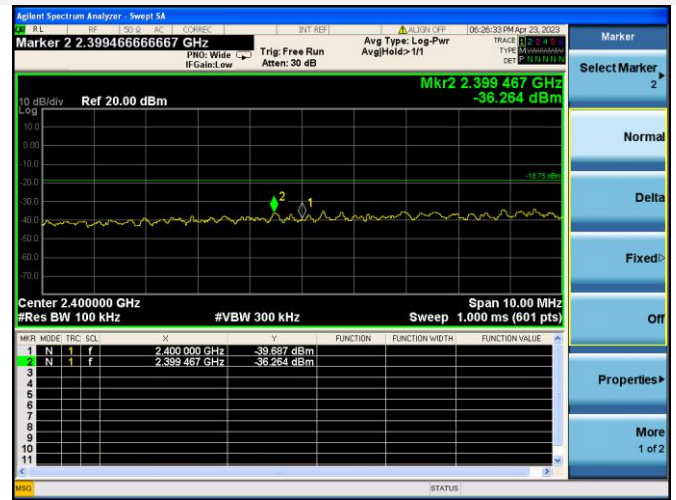 Agilent Spectrum Analyzer - Swept SA
RL RF 50 Ω AC CORREC INT REF ALIGN OFF 06:26:33 PM Apr 23, 2023
Marker 2 2.399466666667 GHz
PNO: Wide Trig: Free Run
IFGain:Low Atten: 30 dB
Avg Type: Log-Pwr
Avg|Hold>1/1
TRACE 1 2 3 4 5 6
TYPE
DET P N N N N N
Mkr2 2.399 467 GHz
-36.264 dBm
10 dB/div Ref 20.00 dBm
Log
10.0
0.00
-10.0
-18.75 dBm
-20.0
-30.0
2
1
-40.0
-50.0
-60.0
-70.0
Center 2.400000 GHz Span 10.00 MHz
#Res BW 100 kHz #VBW 300 kHz Sweep 1.000 ms (601 pts)
MKR MODE TRC SCL X Y FUNCTION FUNCTION WIDTH FUNCTION VALUE
1 N 1 f 2.400 000 GHz -39.687 dBm
2 N 1 f 2.399 467 GHz -36.264 dBm
3
4
5
6
7
8
9
10
11
MSG STATUS
Marker
Select Marker
2
Normal
Delta
Fixed
Off
Properties
More
1 of 2